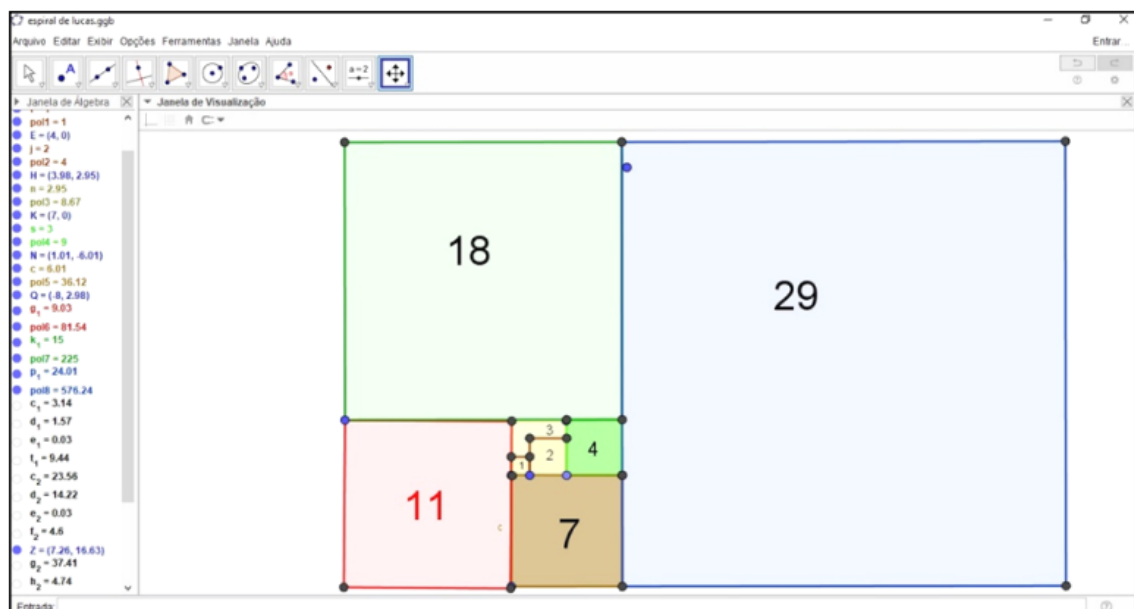 espiral de lucas.ggb
Arquivo Editar Exibir Opções Ferramentas Janela Ajuda
Entrar...
A
a=2
Janela de Álgebra
Janela de Visualização
pol1 = 1
E = (4, 0)
j = 2
pol2 = 4
H = (3.98, 2.95)
n = 2.95
pol3 = 8.67
K = (7, 0)
s = 3
pol4 = 9
N = (1.01, -6.01)
c = 6.01
pol5 = 36.12
Q = (-8, 2.98)
g₁ = 9.03
pol6 = 81.54
k₁ = 15
pol7 = 225
p₁ = 24.01
pol8 = 576.24
c₁ = 3.14
d₁ = 1.57
e₁ = 0.03
f₁ = 9.44
c₂ = 23.56
d₂ = 14.22
e₂ = 0.03
f₂ = 4.6
Z = (7.26, 16.63)
g₂ = 37.41
h₂ = 4.74
18
29
3
1
2
4
11
c
7
Entrada: